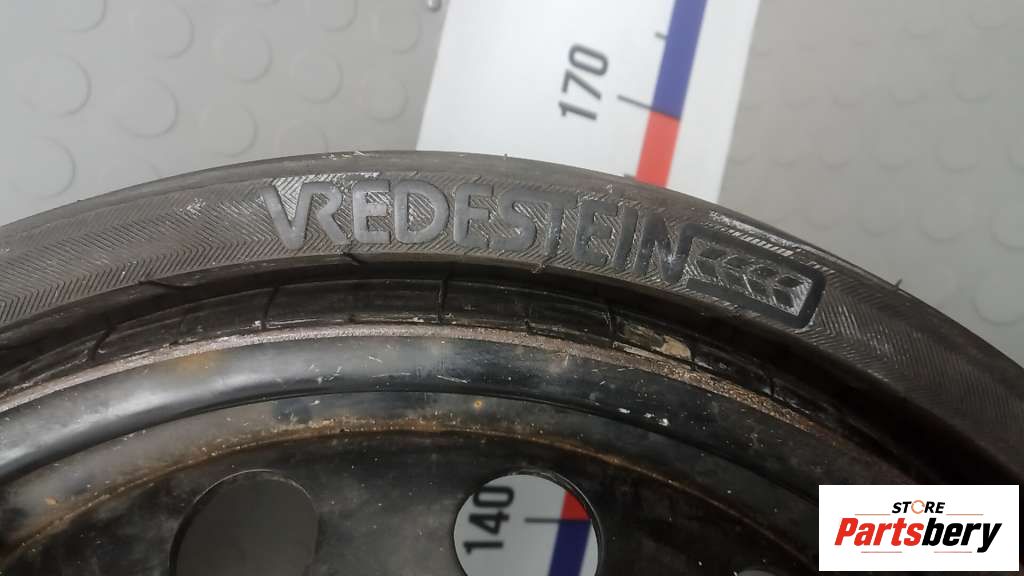 170
VREDESTEIN
140
STORE
Partsbery